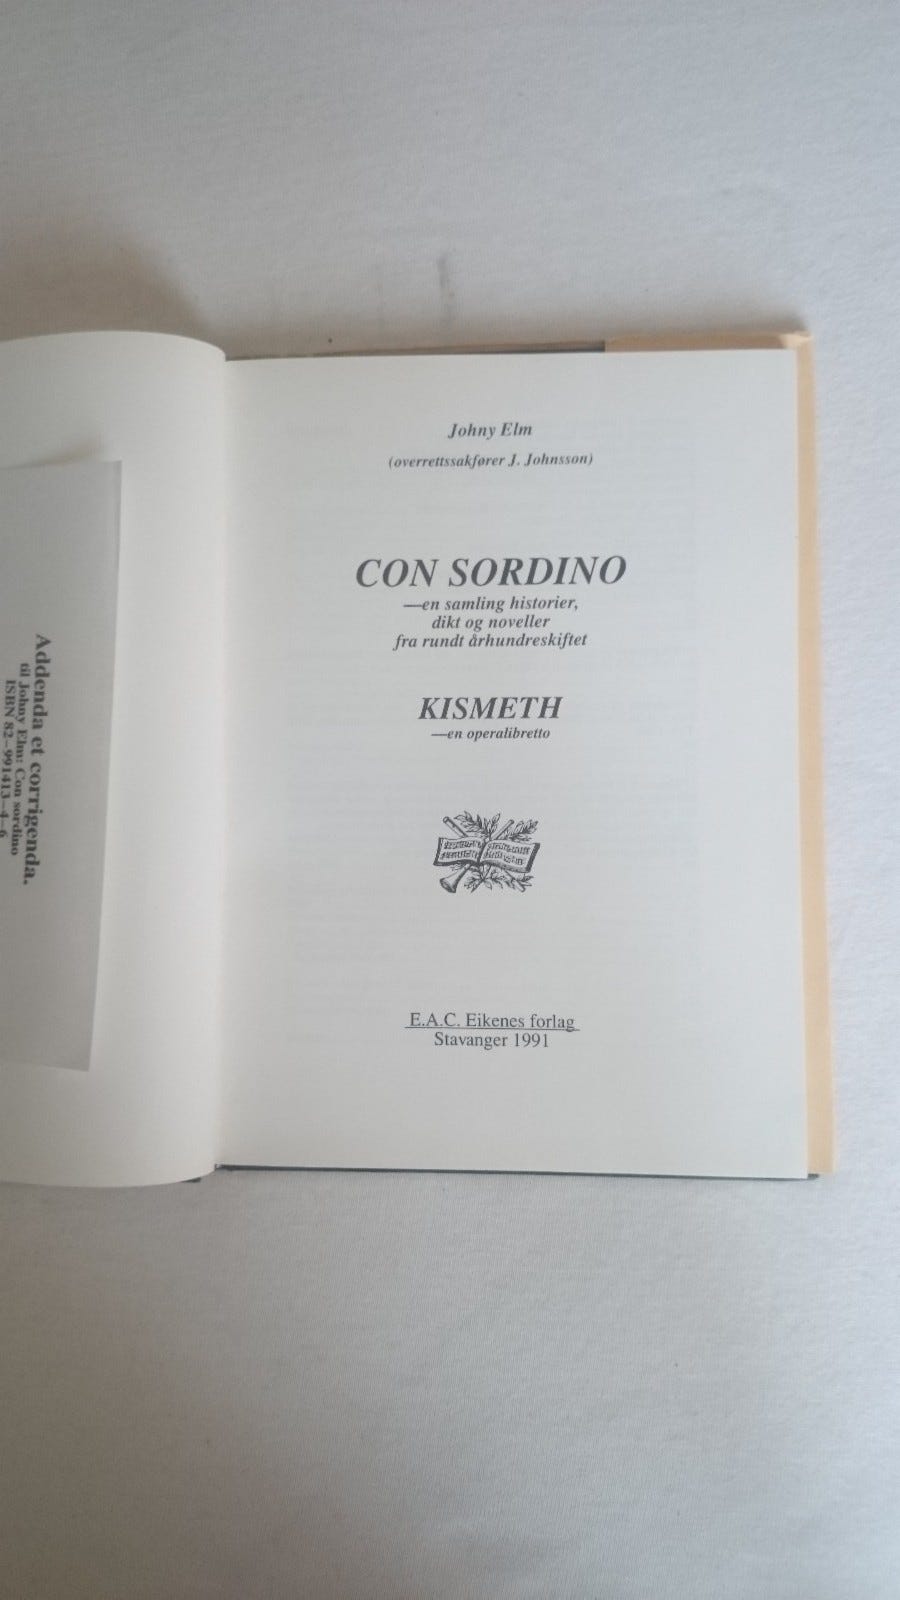 Addenda et corrigenda.
til Johny Elm: Con sordino
ISBN 82–991413–4–6
Johny Elm
(overrettssakfører J. Johnsson)
CON SORDINO
—en samling historier,
dikt og noveller
fra rundt århundreskiftet
KISMETH
—en operalibretto
E.A.C. Eikenes forlag
Stavanger 1991